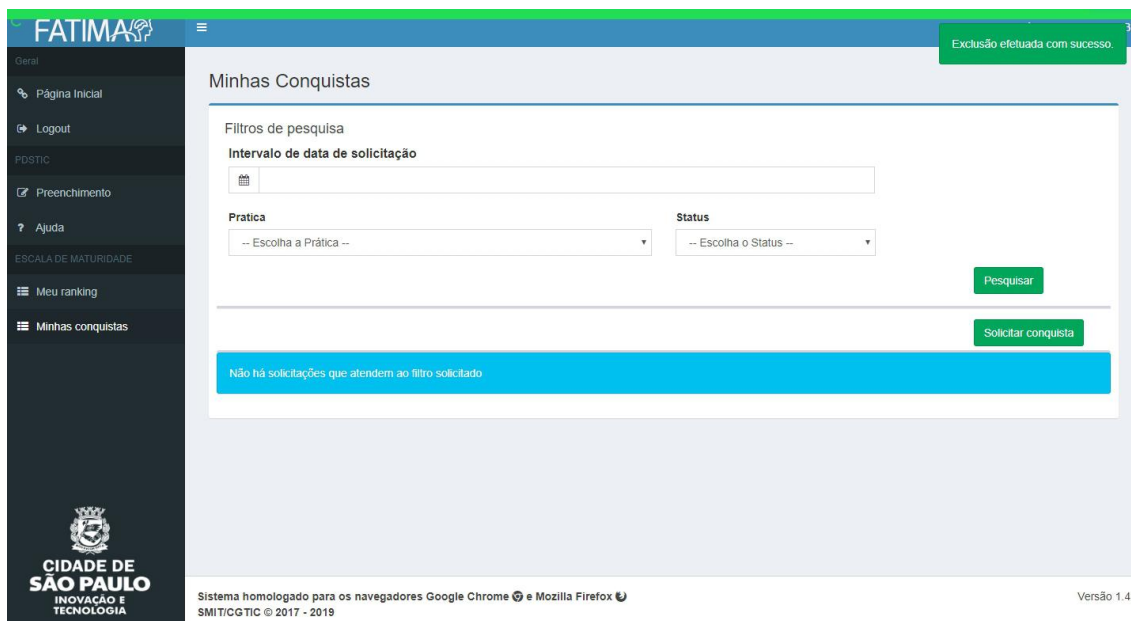 FATIMA
Exclusão efetuada com sucesso.
Geral
Página Inicial
Logout
PDSTIC
Preenchimento
? Ajuda
ESCALA DE MATURIDADE
Meu ranking
Minhas conquistas
Minhas Conquistas
Filtros de pesquisa
Intervalo de data de solicitação
Pratica
Status
-- Escolha a Prática --
-- Escolha o Status --
Pesquisar
Solicitar conquista
Não há solicitações que atendem ao filtro solicitado
CIDADE DE
SÃO PAULO
INOVAÇÃO E
TECNOLOGIA
Sistema homologado para os navegadores Google Chrome e Mozilla Firefox
SMIT/CGTIC © 2017 - 2019
Versão 1.4